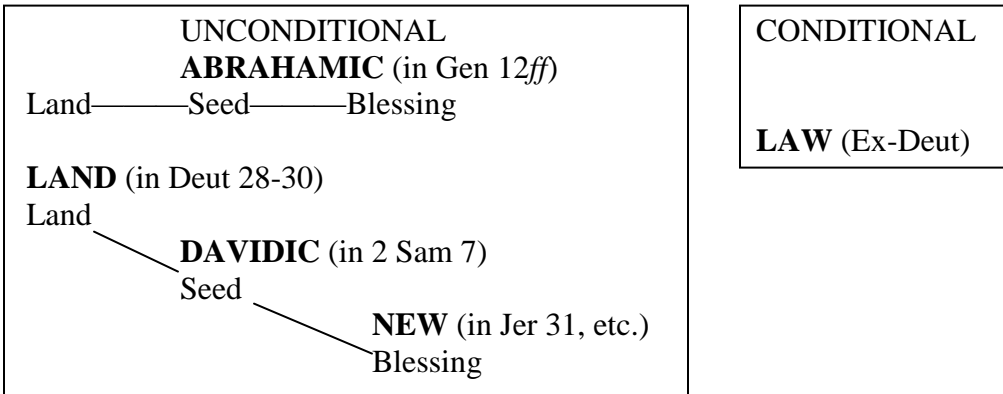 UNCONDITIONAL
ABRAHAMIC (in Gen 12ff)
Land———Seed———Blessing
LAND (in Deut 28-30)
Land
DAVIDIC (in 2 Sam 7)
Seed
NEW (in Jer 31, etc.)
Blessing
CONDITIONAL
LAW (Ex-Deut)